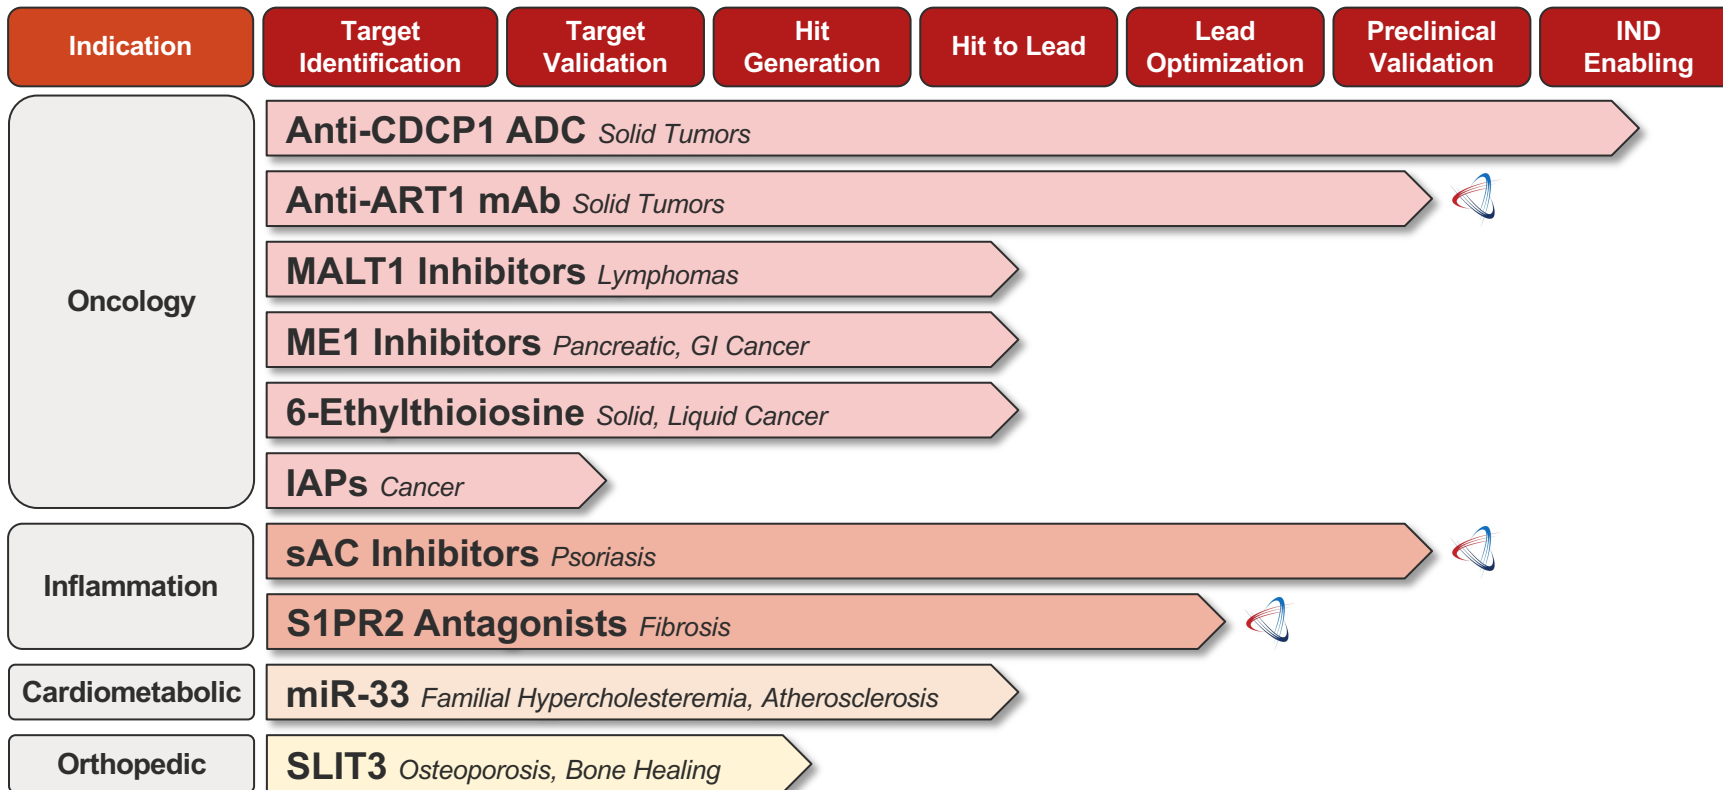 Indication
Target
Identification
Target
Validation
Hit
Generation
Hit to Lead
Lead
Optimization
Preclinical
Validation
IND
Enabling
Oncology
Anti-CDCP1 ADC Solid Tumors
Anti-ART1 mAb Solid Tumors
MALT1 Inhibitors Lymphomas
ME1 Inhibitors Pancreatic, GI Cancer
6-Ethylthioiosine Solid, Liquid Cancer
IAPs Cancer
Inflammation
sAC Inhibitors Psoriasis
S1PR2 Antagonists Fibrosis
Cardiometabolic
miR-33 Familial Hypercholesteremia, Atherosclerosis
Orthopedic
SLIT3 Osteoporosis, Bone Healing